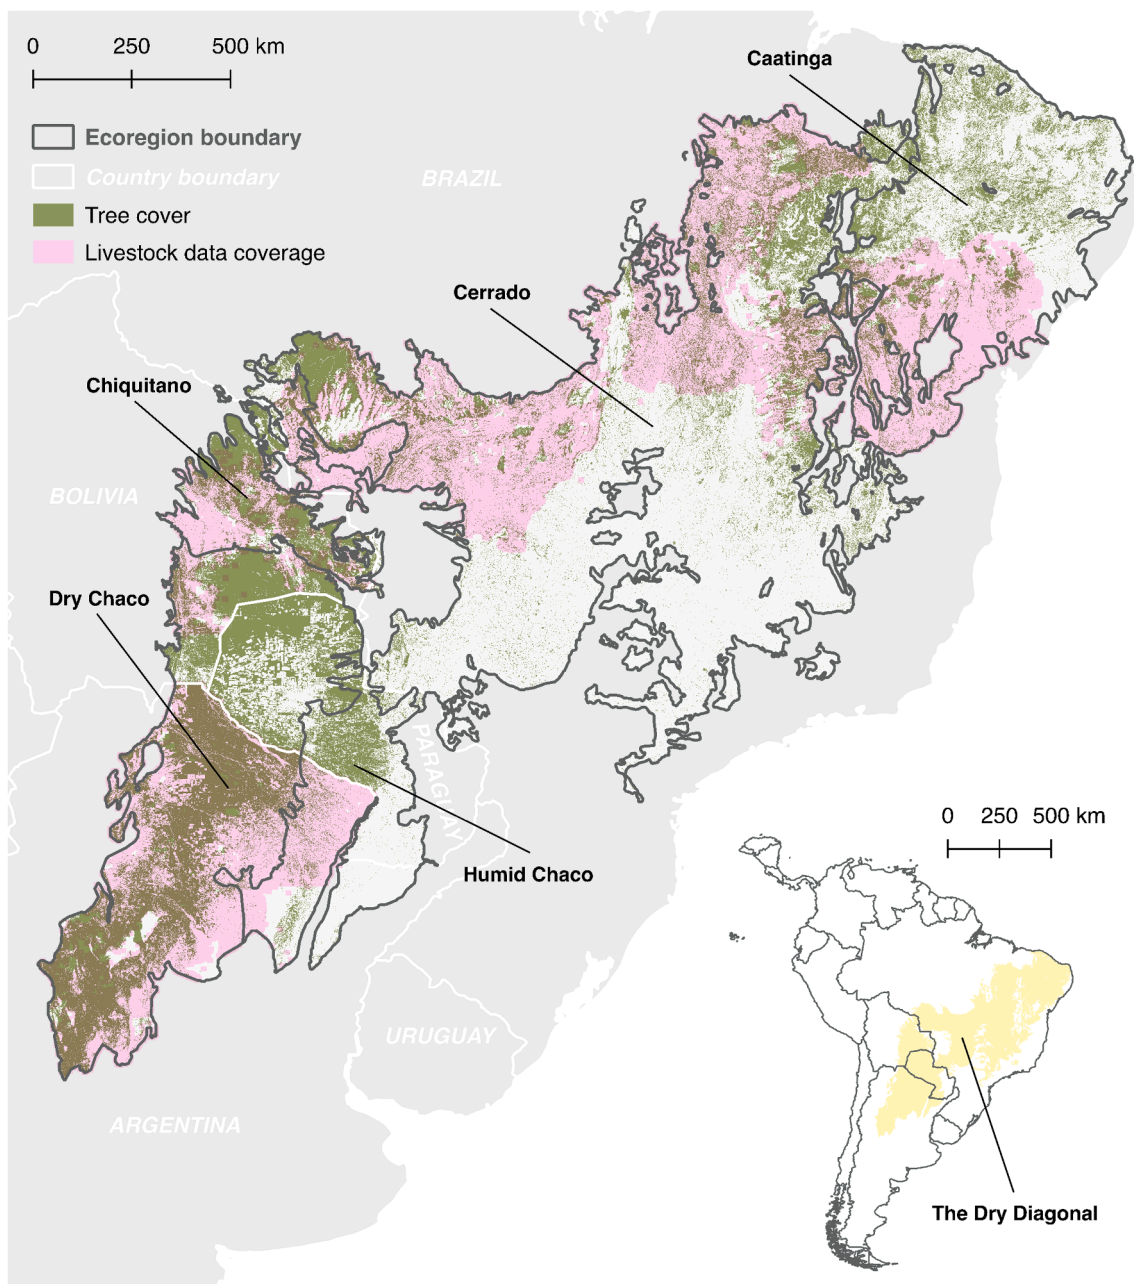 0 250 500 km
Ecoregion boundary
Country boundary
Tree cover
Livestock data coverage
BRAZIL
Caatinga
Cerrado
Chiquitano
BOLIVIA
Dry Chaco
PARAGUAY
Humid Chaco
URUGUAY
ARGENTINA
0 250 500 km
The Dry Diagonal